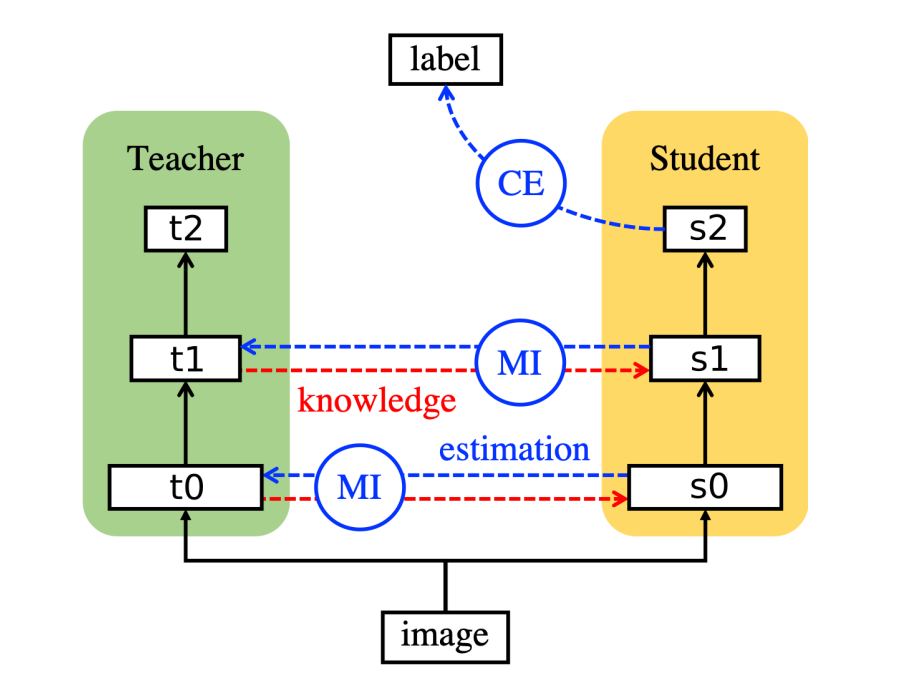 label
Teacher
Student
CE
t2
s2
t1
MI
s1
knowledge
estimation
t0
MI
s0
image